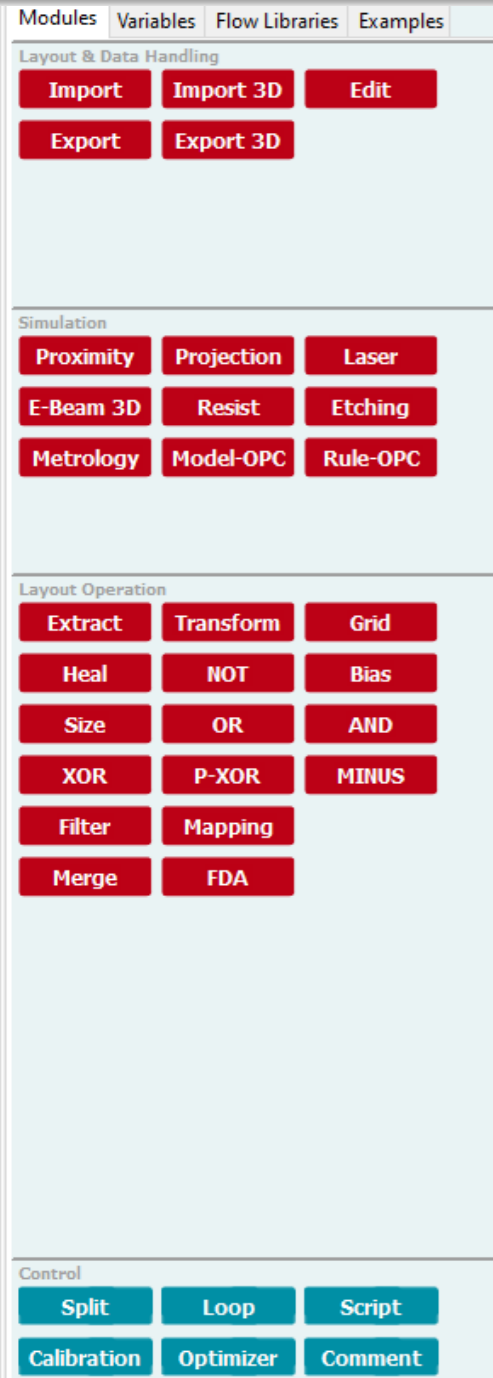 Modules Variables Flow Libraries Examples
Layout & Data Handling
Import Import 3D Edit
Export Export 3D
Simulation
Proximity Projection Laser
E-Beam 3D Resist Etching
Metrology Model-OPC Rule-OPC
Layout Operation
Extract Transform Grid
Heal NOT Bias
Size OR AND
XOR P-XOR MINUS
Filter Mapping
Merge FDA
Control
Split Loop Script
Calibration Optimizer Comment